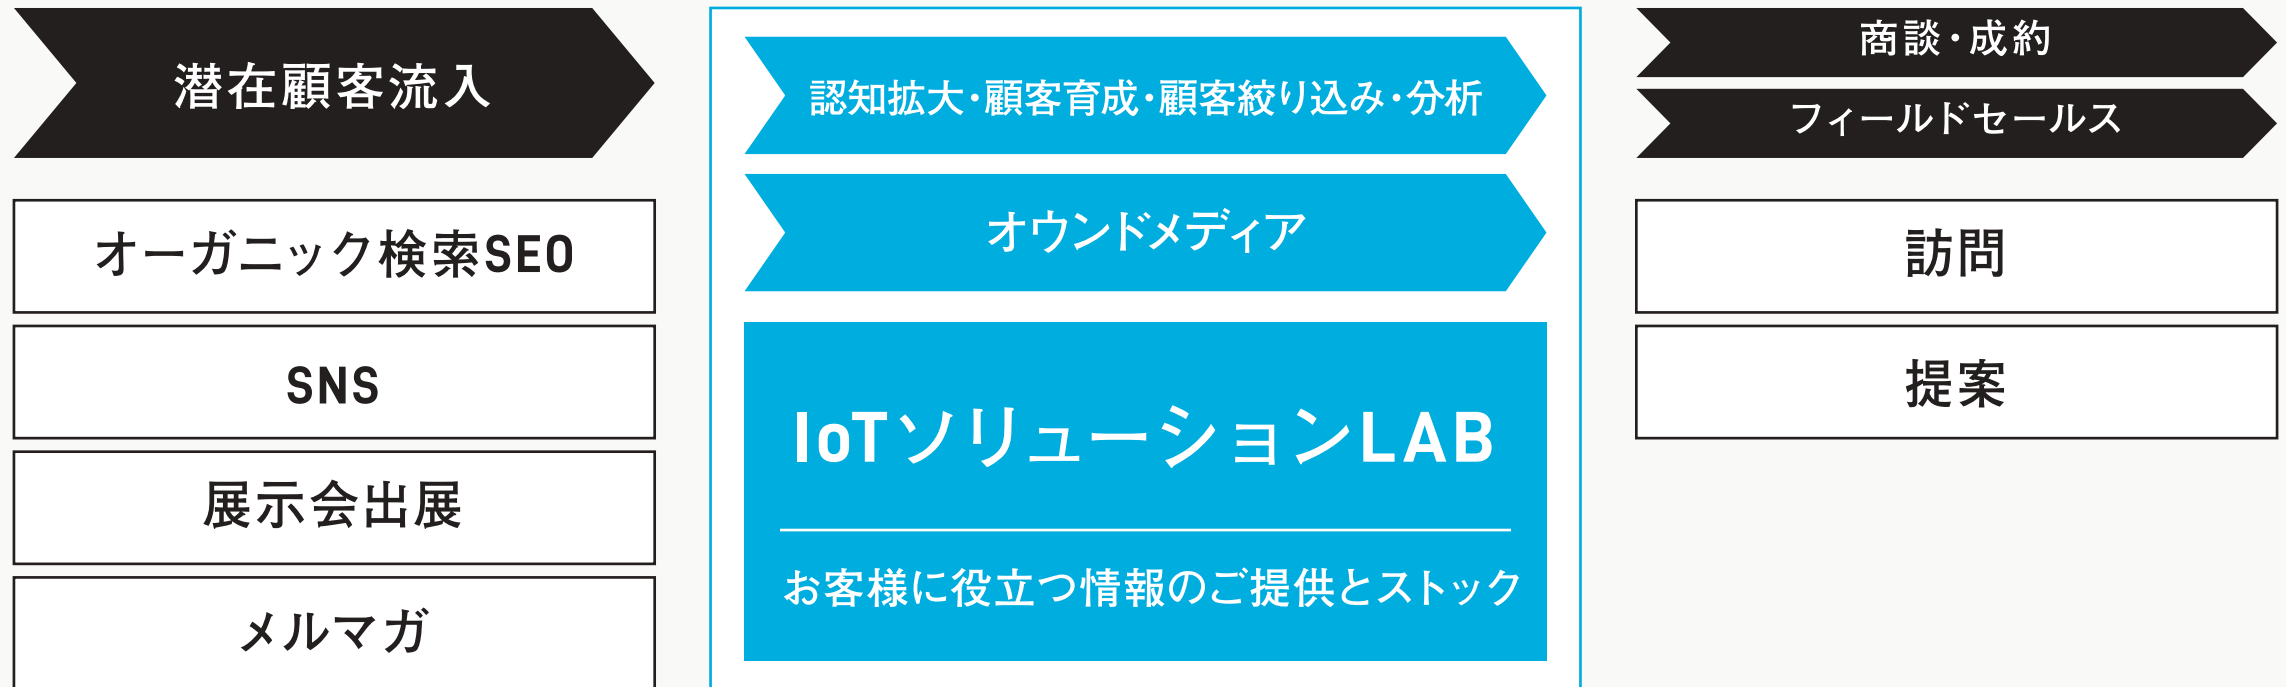 潜在顧客流入
オーガニック検索SEO
SNS
展示会出展
メルマガ
認知拡大・顧客育成・顧客絞り込み・分析
オウンドメディア
IoTソリューションLAB
お客様に役立つ情報のご提供とストック
商談・成約
フィールドセールス
訪問
提案